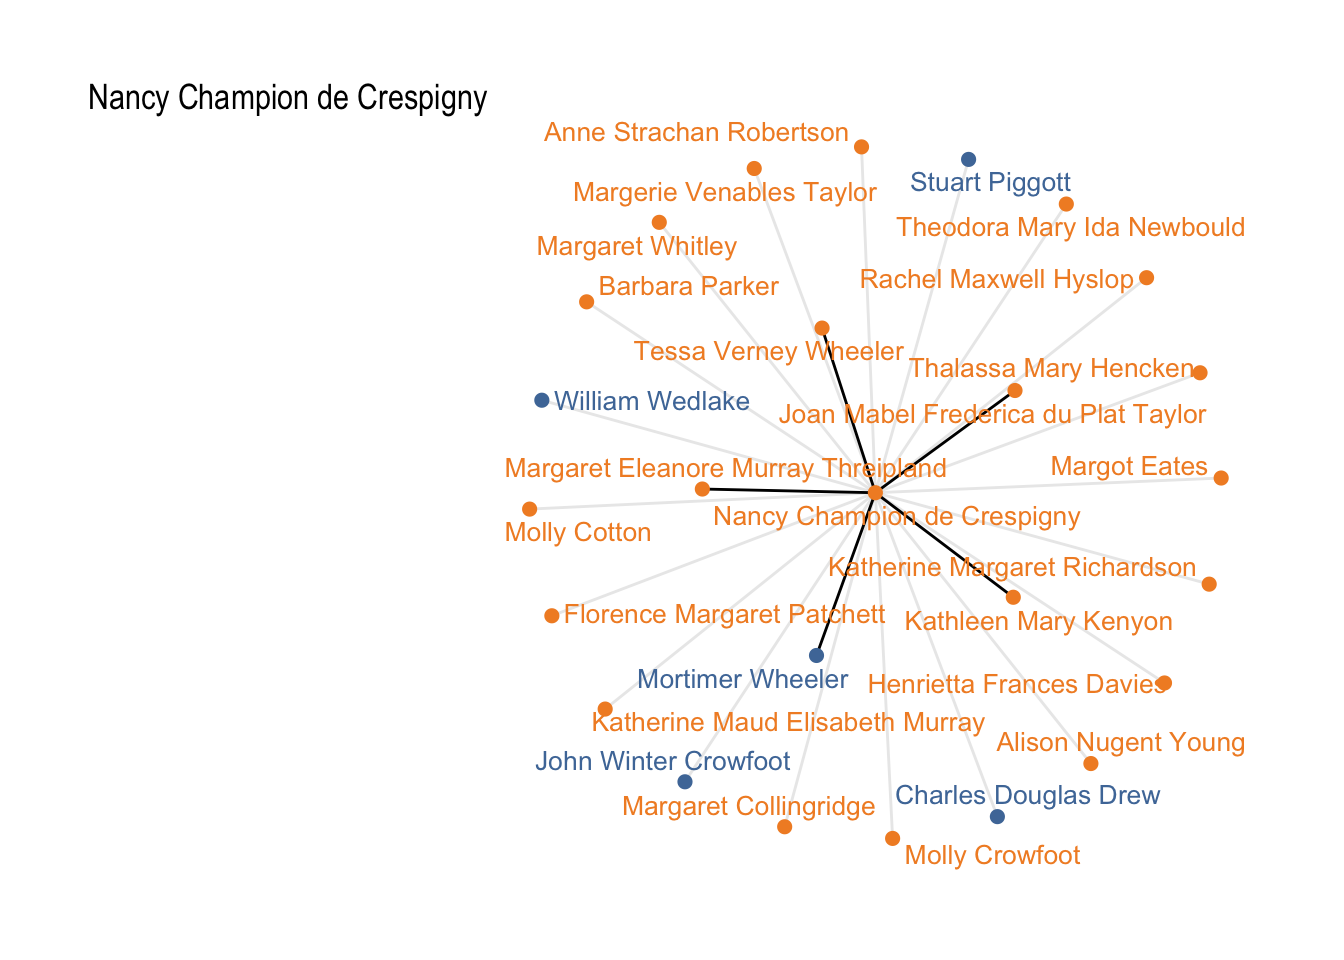 Nancy Champion de Crespigny
Anne Strachan Robertson
Stuart Piggott
Margerie Venables Taylor
Theodora Mary Ida Newbould
Margaret Whitley
Rachel Maxwell Hyslop
Barbara Parker
Tessa Verney Wheeler
Thalassa Mary Hencken
William Wedlake
Joan Mabel Frederica du Plat Taylor
Margaret Eleanore Murray Threipland
Margot Eates
Nancy Champion de Crespigny
Molly Cotton
Katherine Margaret Richardson
Florence Margaret Patchett
Kathleen Mary Kenyon
Mortimer Wheeler
Henrietta Frances Davies
Katherine Maud Elisabeth Murray
Alison Nugent Young
John Winter Crowfoot
Charles Douglas Drew
Margaret Collingridge
Molly Crowfoot